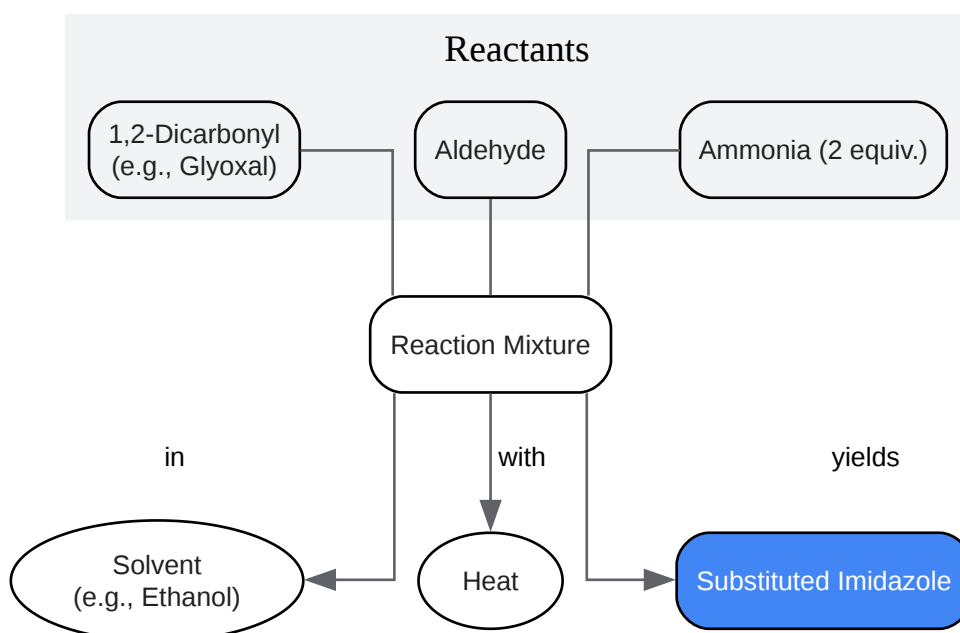 Reactants
1,2-Dicarbonyl
(e.g., Glyoxal)
Aldehyde
Ammonia (2 equiv.)
Reaction Mixture
in
with
yields
Solvent
(e.g., Ethanol)
Heat
Substituted Imidazole